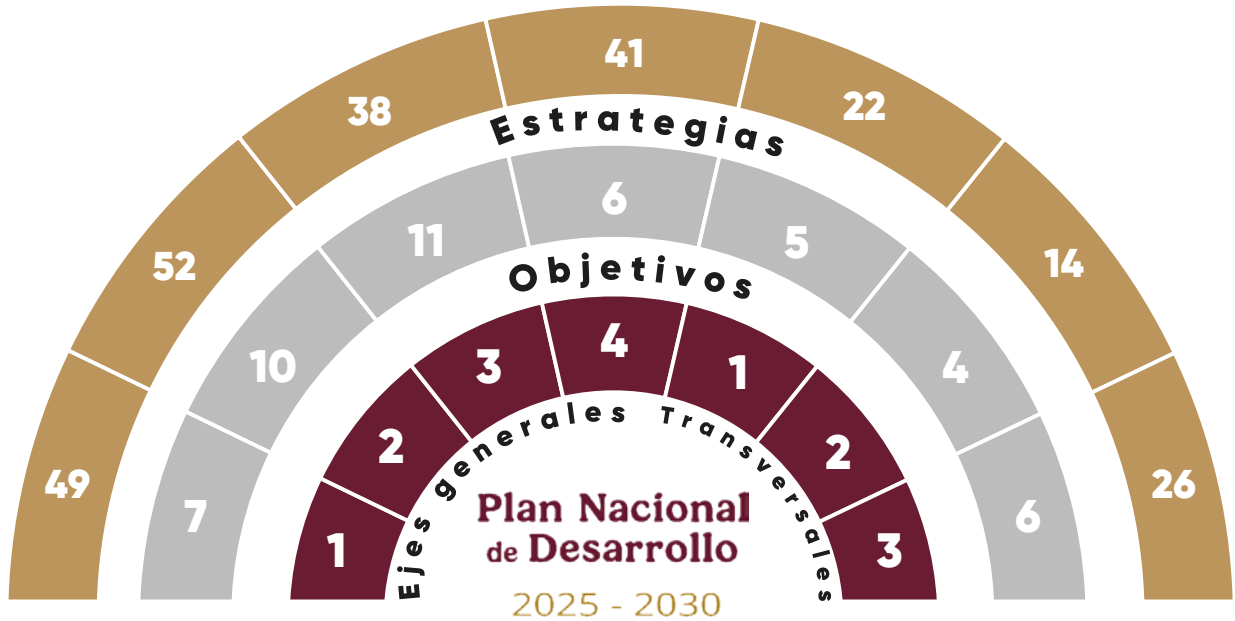 49 52 38 41 22 14 26
Estrategias
7 10 11 6 5 4 6
Objetivos
1 2 3 4 1 2 3
Ejes generales Transversales
Plan Nacional
de Desarrollo
2025 - 2030